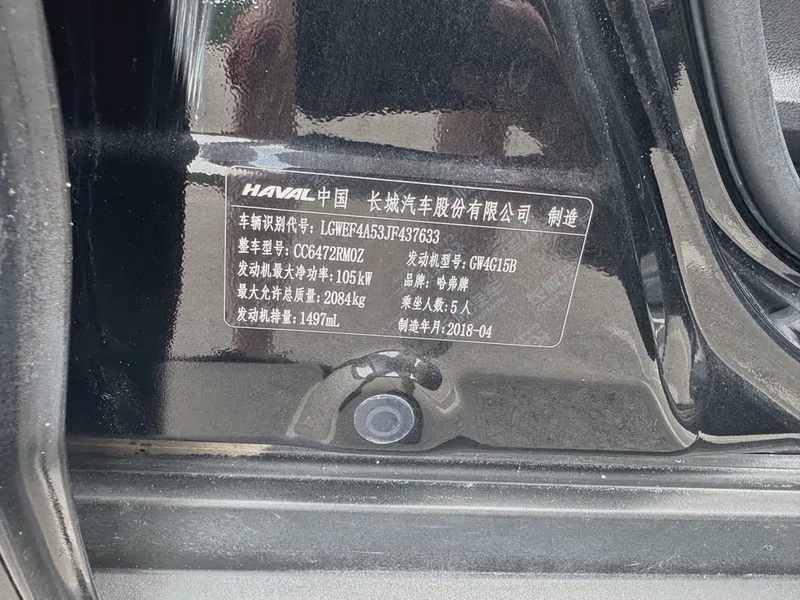 HAVAL中国 长城汽车股份有限公司 制造
车辆识别代号: LGWEF4A53JF437633
整车型号: CC6472RM0Z 发动机型号: GW4G15B
发动机最大净功率: 105kW 品牌: 哈弗牌
最大允许总质量: 2084kg 乘坐人数: 5人
发动机排量: 1497mL 制造年月: 2018-04